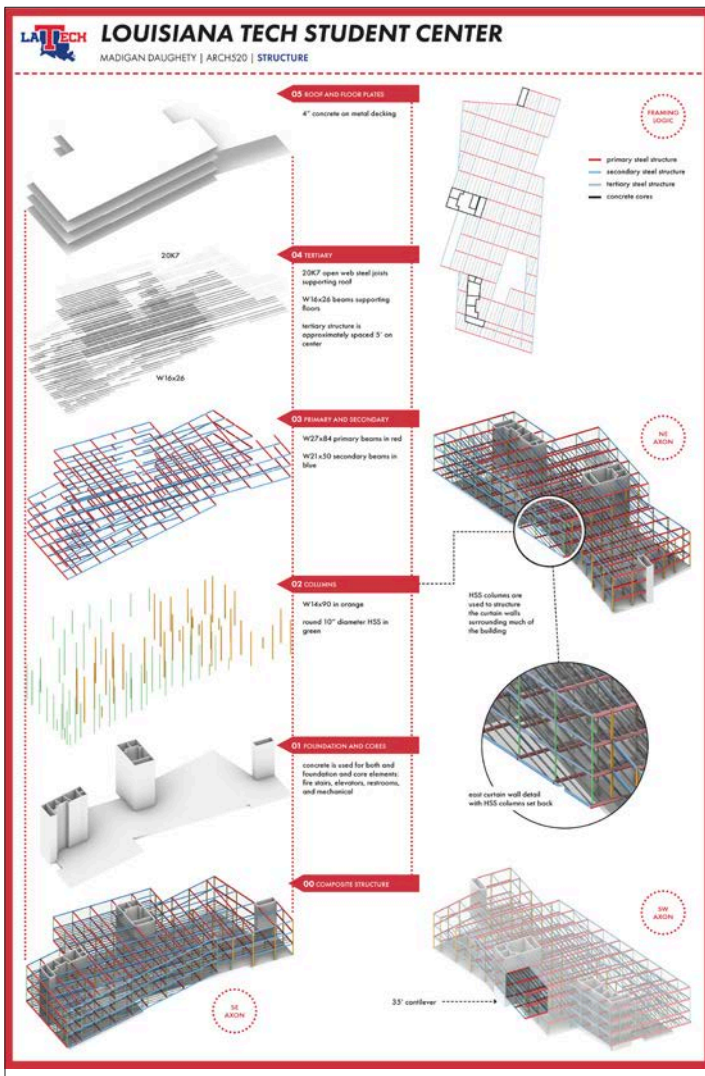 LA TECH
LOUISIANA TECH STUDENT CENTER
MADIGAN DAUGHETY | ARCH520 | STRUCTURE
05 ROOF AND FLOOR PLATES
4" concrete on metal decking
FRAMING
LOGIC
primary steel structure
secondary steel structure
tertiary steel structure
concrete cores
20K7
04 TERTIARY
20K7 open web steel joists
supporting roof
W16x26 beams supporting
floors
tertiary structure is
approximately spaced 5' on
center
W16x26
03 PRIMARY AND SECONDARY
W27x84 primary beams in red
W21x50 secondary beams in
blue
NE
AXON
02 COLUMNS
W14x90 in orange
round 10" diameter HSS in
green
HSS columns are
used to structure
the curtain walls
surrounding much of
the building
01 FOUNDATION AND CORES
concrete is used for both and
foundation and core elements:
fire stairs, elevators, restrooms,
and mechanical
east curtain wall detail
with HSS columns set back
00 COMPOSITE STRUCTURE
SW
AXON
35' cantilever
SE
AXON